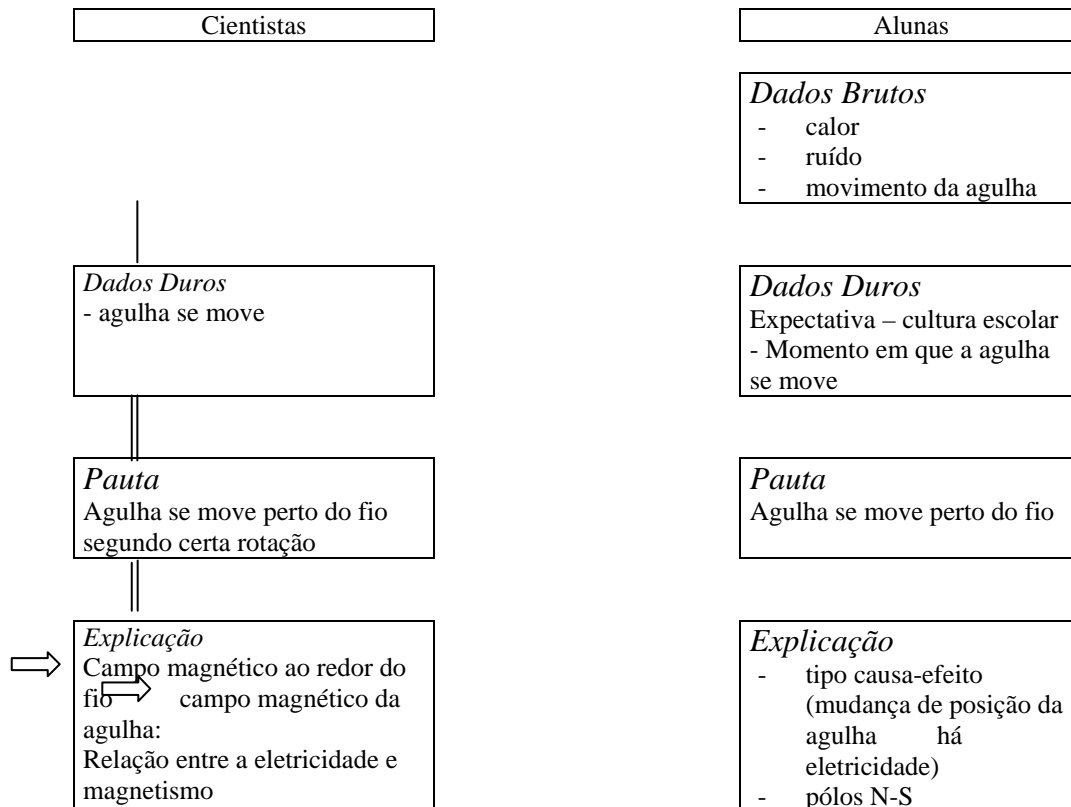 Cientistas
Alunas
Dados Brutos
- calor
- ruído
- movimento da agulha
Dados Duros
- agulha se move
Dados Duros
Expectativa – cultura escolar
- Momento em que a agulha
se move
Pauta
Agulha se move perto do fio
segundo certa rotação
Pauta
Agulha se move perto do fio
Explicação
Campo magnético ao redor do
fio campo magnético da
agulha:
Relação entre a eletricidade e
magnetismo
Explicação
- tipo causa-efeito
(mudança de posição da
agulha há
eletricidade)
- pólos N-S